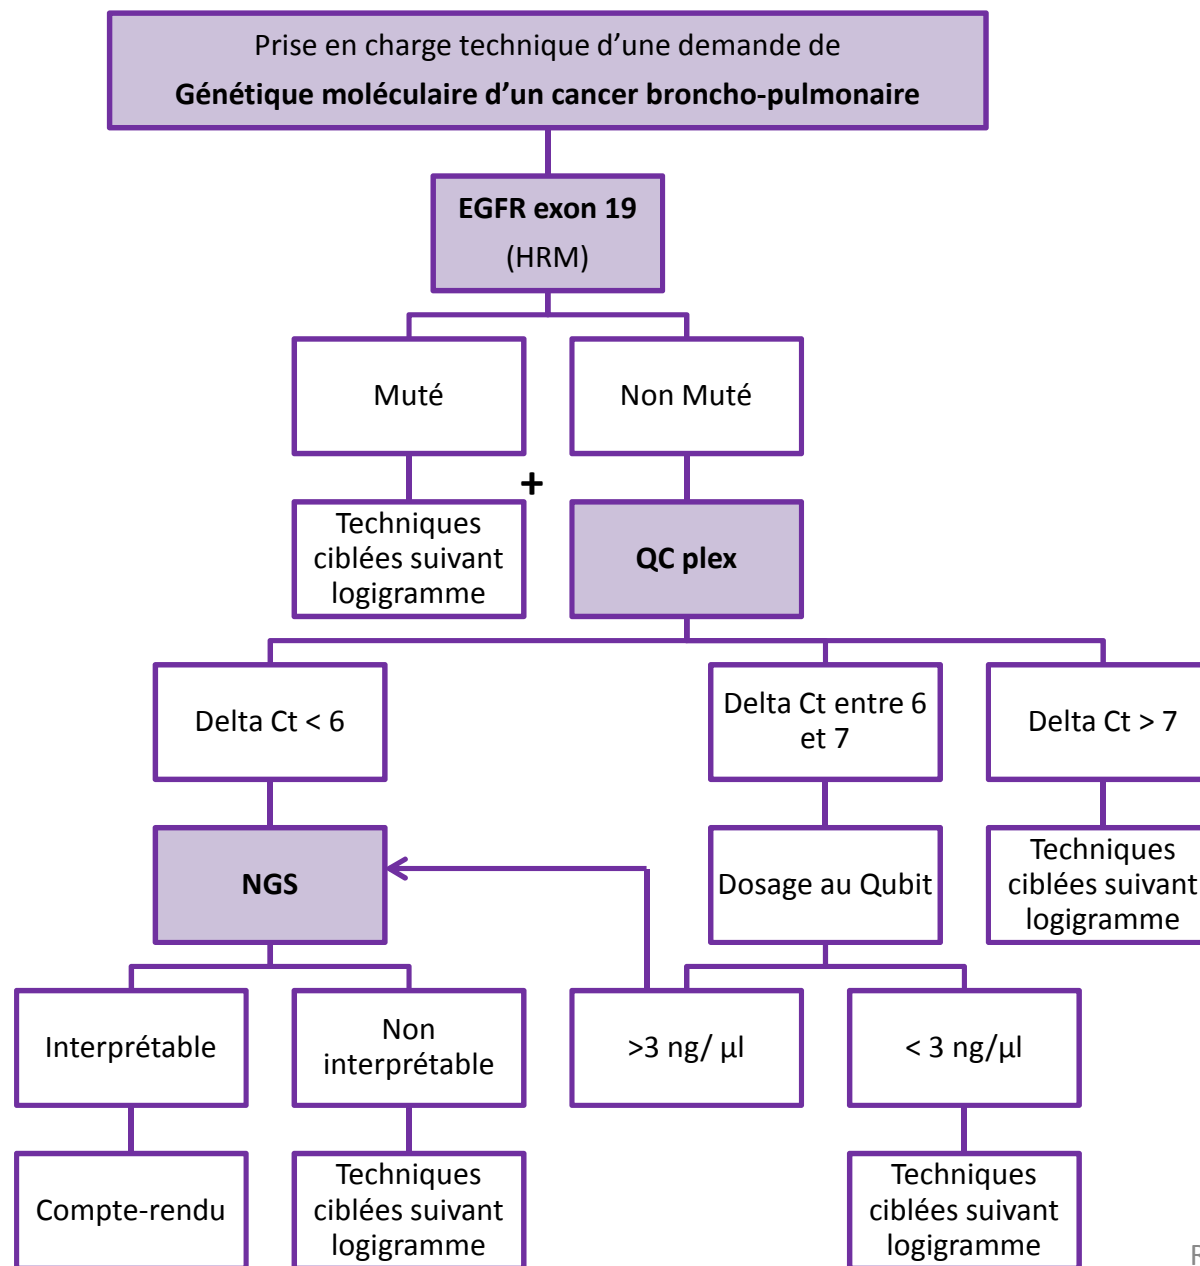 Prise en charge technique d’une demande de
Génétique moléculaire d’un cancer broncho-pulmonaire
EGFR exon 19
(HRM)
Muté
Non Muté
+
Techniques
ciblées suivant
logigramme
QC plex
Delta Ct < 6
Delta Ct entre 6
et 7
Delta Ct > 7
NGS
Dosage au Qubit
Techniques
ciblées suivant
logigramme
Interprétable
Non
interprétable
>3 ng/ µl
< 3 ng/µl
Compte-rendu
Techniques
ciblées suivant
logigramme
Techniques
ciblées suivant
logigramme